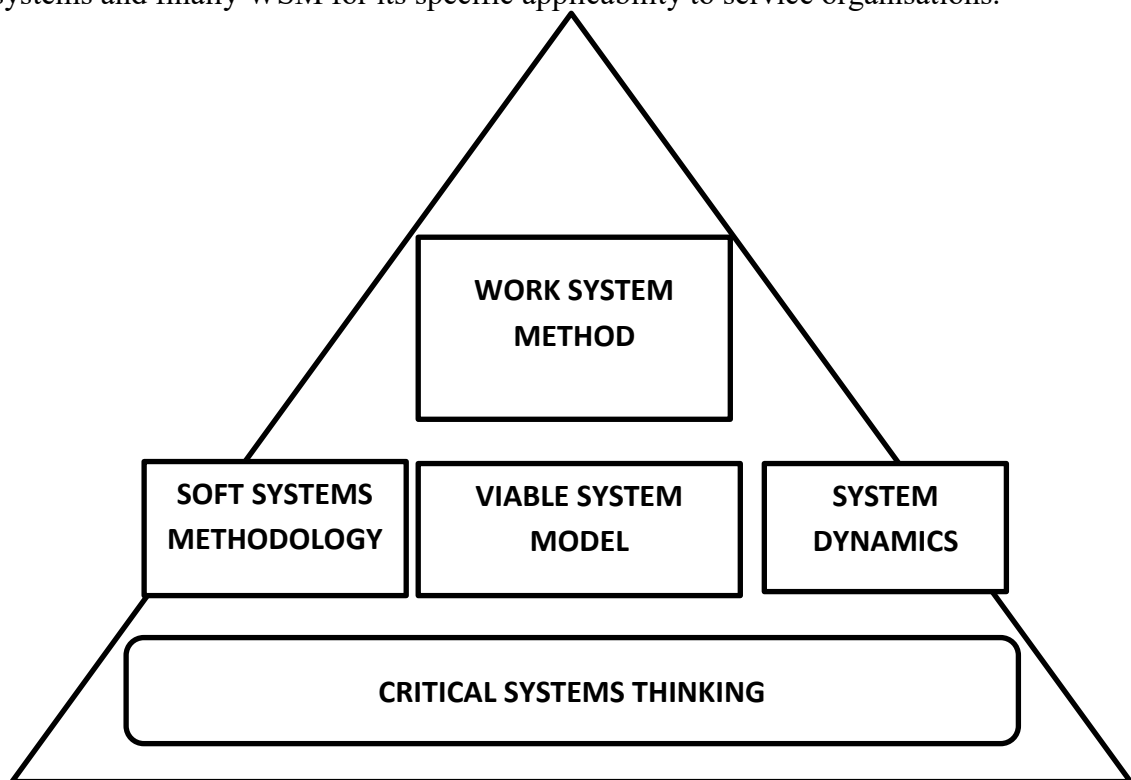 systems and finally WSM for its specific applicability to service organisations.
WORK SYSTEM
METHOD
SOFT SYSTEMS
METHODOLOGY
VIABLE SYSTEM
MODEL
SYSTEM
DYNAMICS
CRITICAL SYSTEMS THINKING